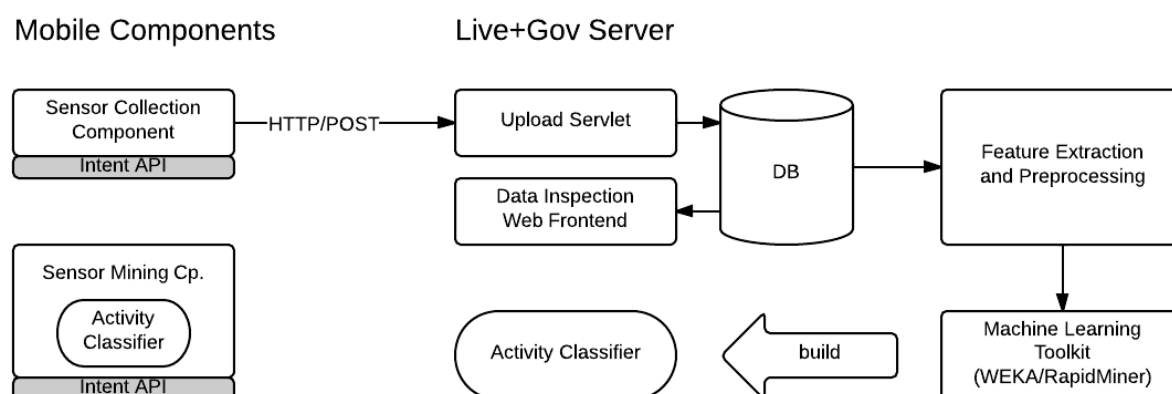 Mobile Components
Live+Gov Server
Sensor Collection
Component
Intent API
HTTP/POST
Upload Servlet
Data Inspection
Web Frontend
DB
Feature Extraction
and Preprocessing
Sensor Mining Cp.
Activity
Classifier
Intent API
Activity Classifier
build
Machine Learning
Toolkit
(WEKA/RapidMiner)